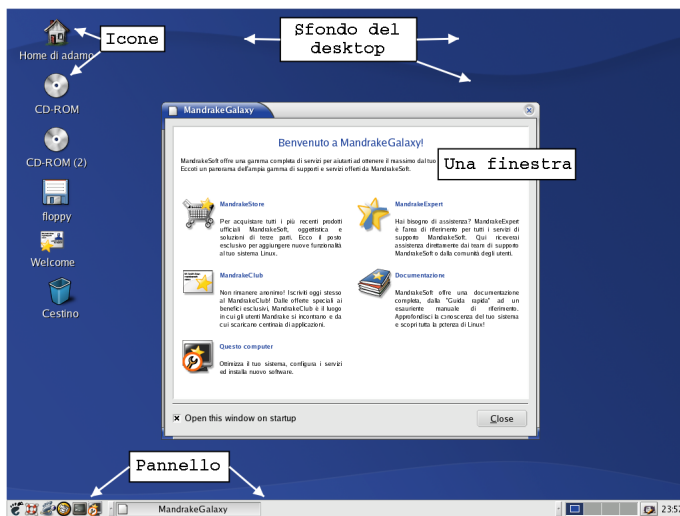 Icone
Sfondo del
desktop
Home di adamo
CD-ROM
CD-ROM (2)
floppy
Welcome
Cestino
MandrakeGalaxy
Benvenuto a MandrakeGalaxy!
MandrakeSoft offre una gamma completa di servizi per aiutarti ad ottenere il massimo dal tuo
Eccoti un panorama dell'ampia gamma di supporti e servizi offerti da MandrakeSoft.
Una finestra
MandrakeStore
Per acquistare tutti i più recenti prodotti
ufficiali MandrakeSoft, oggettistica e
soluzioni di terze parti. Ecco il posto
esclusivo per aggiungere nuove funzionalità
al tuo sistema Linux.
MandrakeExpert
Hai bisogno di assistenza? MandrakeExpert
è l'area di riferimento per tutti i servizi di
supporto MandrakeSoft. Qui riceverai
assistenza direttamente dai team di supporto
MandrakeSoft o dalla comunità degli utenti.
MandrakeClub
Non rimanere anonimo! Iscriviti oggi stesso
al MandrakeClub! Dalle offerte speciali ai
benefici esclusivi, MandrakeClub è il luogo
in cui gli utenti Mandrake si incontrano e da
cui scaricano centinaia di applicazioni.
Documentazione
MandrakeSoft offre una documentazione
completa, dalla "Guida rapida" ad un
esauriente manuale di riferimento.
Approfondisci la conoscenza del tuo sistema
e scopri tutta la potenza di Linux!
Questo computer
Ottimizza il tuo sistema, configura i servizi
ed installa nuovo software.
Open this window on startup
Close
Pannello
MandrakeGalaxy
23:52